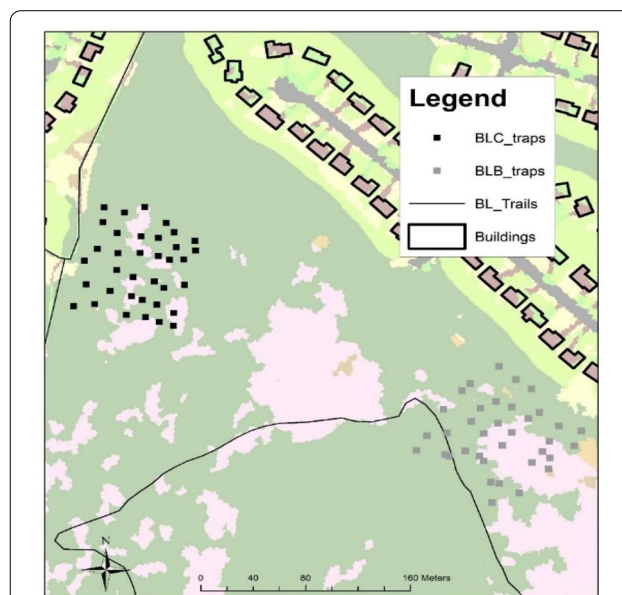 Legend
BLC_traps
BLB_traps
BL_Trails
Buildings
N
0 40 80 160 Meters